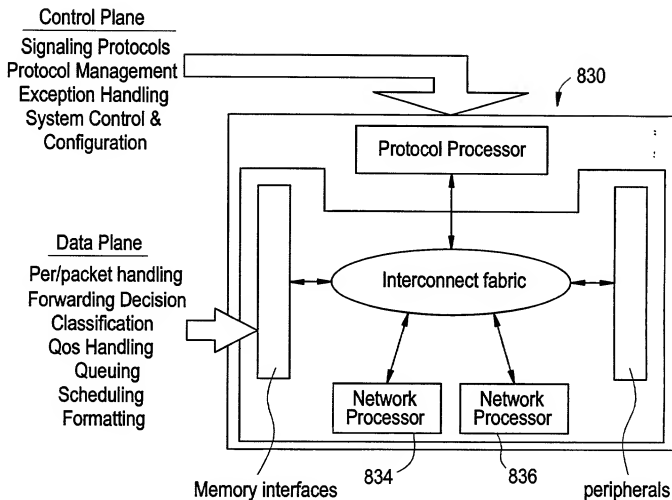 Control Plane
Signaling Protocols
Protocol Management
Exception Handling
System Control &
Configuration
830
Protocol Processor
Data Plane
Per/packet handling
Forwarding Decision
Classification
Qos Handling
Queuing
Scheduling
Formatting
Interconnect fabric
Network
Processor
Network
Processor
834
836
Memory interfaces
peripherals